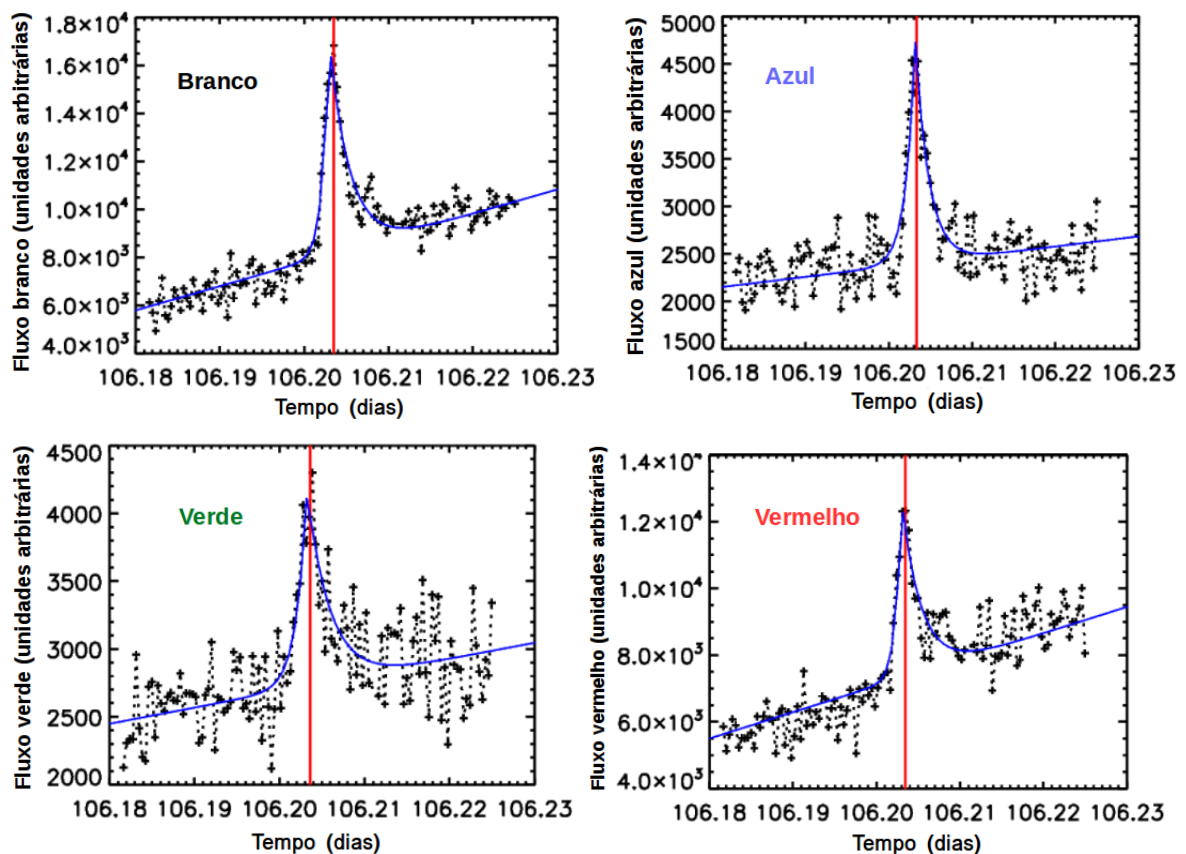 Fluxo branco (unidades arbitrárias)
1.8×10⁴
1.6×10⁴
1.4×10⁴
1.2×10⁴
1.0×10⁴
8.0×10³
6.0×10³
4.0×10³
Branco
106.18 106.19 106.20 106.21 106.22 106.23
Tempo (dias)
Fluxo azul (unidades arbitrárias)
5000
4500
4000
3500
3000
2500
2000
1500
Azul
106.18 106.19 106.20 106.21 106.22 106.23
Tempo (dias)
Fluxo verde (unidades arbitrárias)
4500
4000
3500
3000
2500
2000
Verde
106.18 106.19 106.20 106.21 106.22 106.23
Tempo (dias)
Fluxo vermelho (unidades arbitrárias)
1.4×10⁴
1.2×10⁴
1.0×10⁴
8.0×10³
6.0×10³
4.0×10³
Vermelho
106.18 106.19 106.20 106.21 106.22 106.23
Tempo (dias)